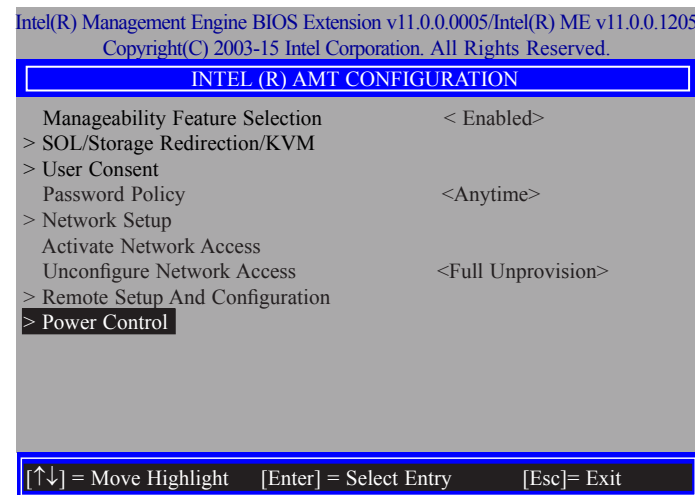 Intel(R) Management Engine BIOS Extension v11.0.0.0005/Intel(R) ME v11.0.0.1205
Copyright(C) 2003-15 Intel Corporation. All Rights Reserved.
INTEL (R) AMT CONFIGURATION
Manageability Feature Selection < Enabled>
> SOL/Storage Redirection/KVM
> User Consent
Password Policy <Anytime>
> Network Setup
Activate Network Access
Unconfigure Network Access <Full Unprovision>
> Remote Setup And Configuration
> Power Control
[↑↓] = Move Highlight [Enter] = Select Entry [Esc]= Exit